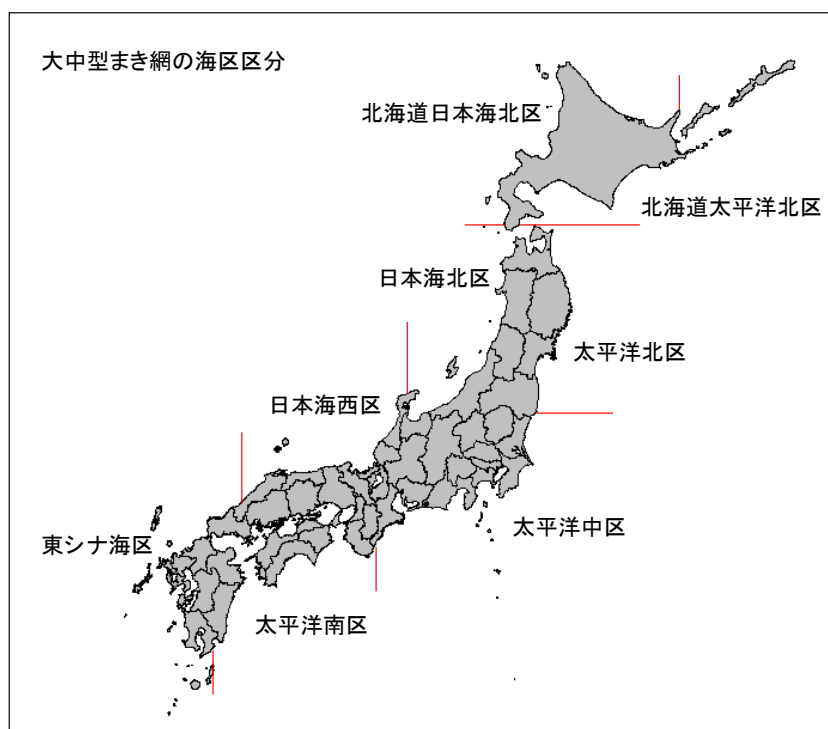 大中型まき網の海区区分
北海道日本海北区
北海道太平洋北区
日本海北区
太平洋北区
日本海西区
太平洋中区
東シナ海区
太平洋南区